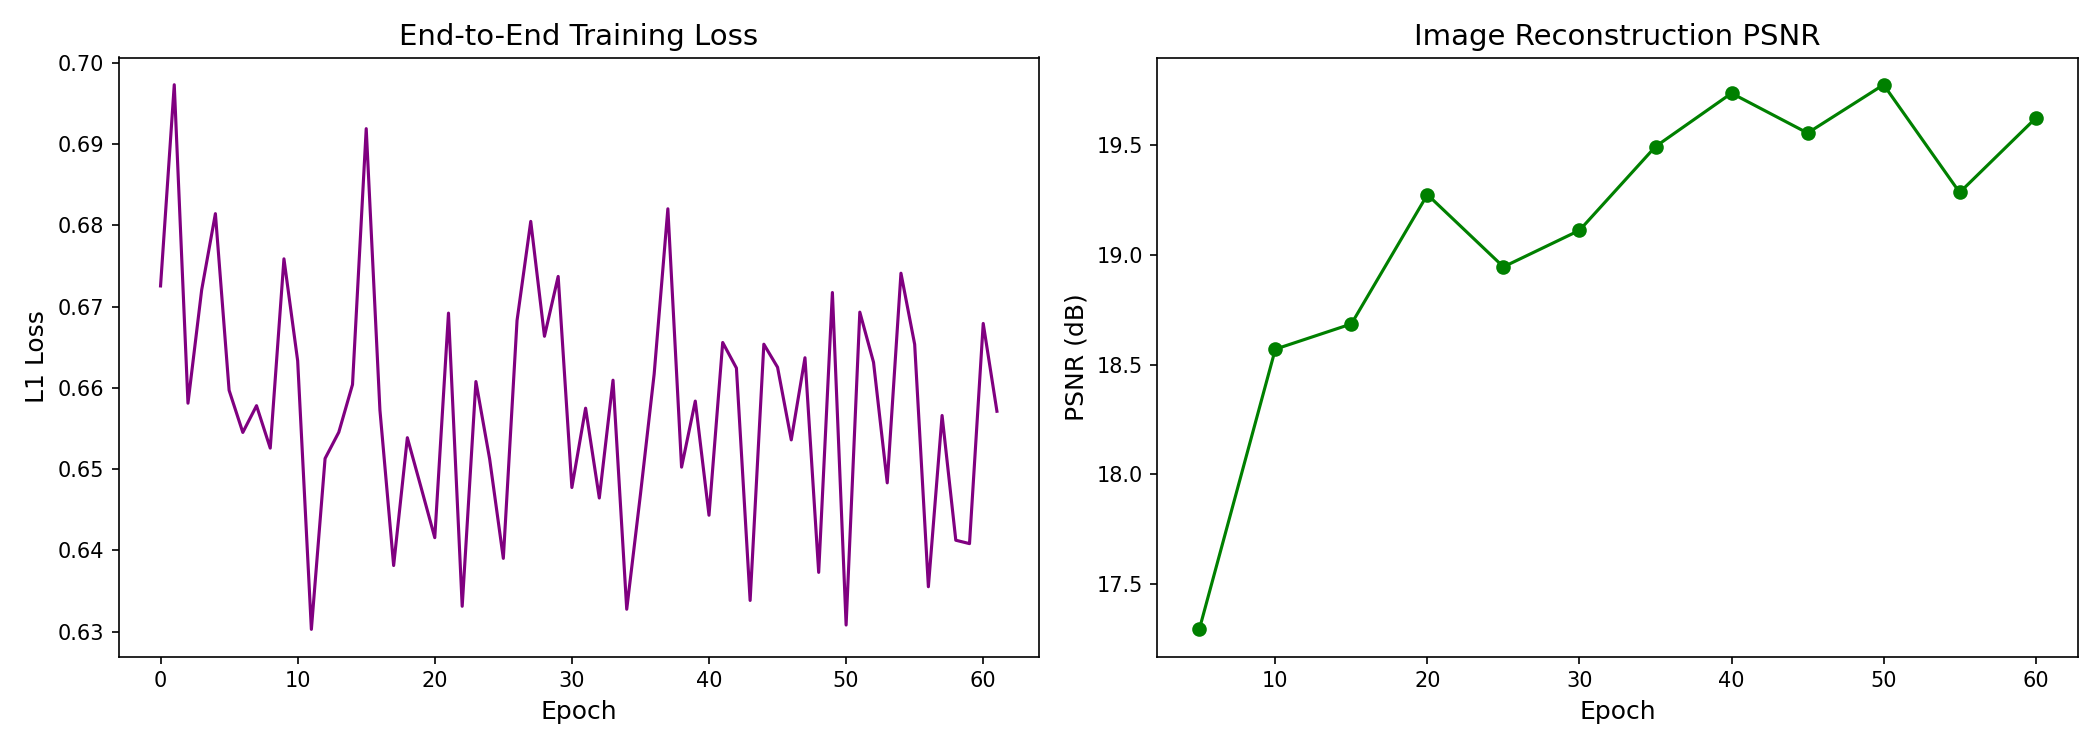 End-to-End Training Loss
L1 Loss
0.70
0.69
0.68
0.67
0.66
0.65
0.64
0.63
0 10 20 30 40 50 60
Epoch
Image Reconstruction PSNR
PSNR (dB)
19.5
19.0
18.5
18.0
17.5
10 20 30 40 50 60
Epoch